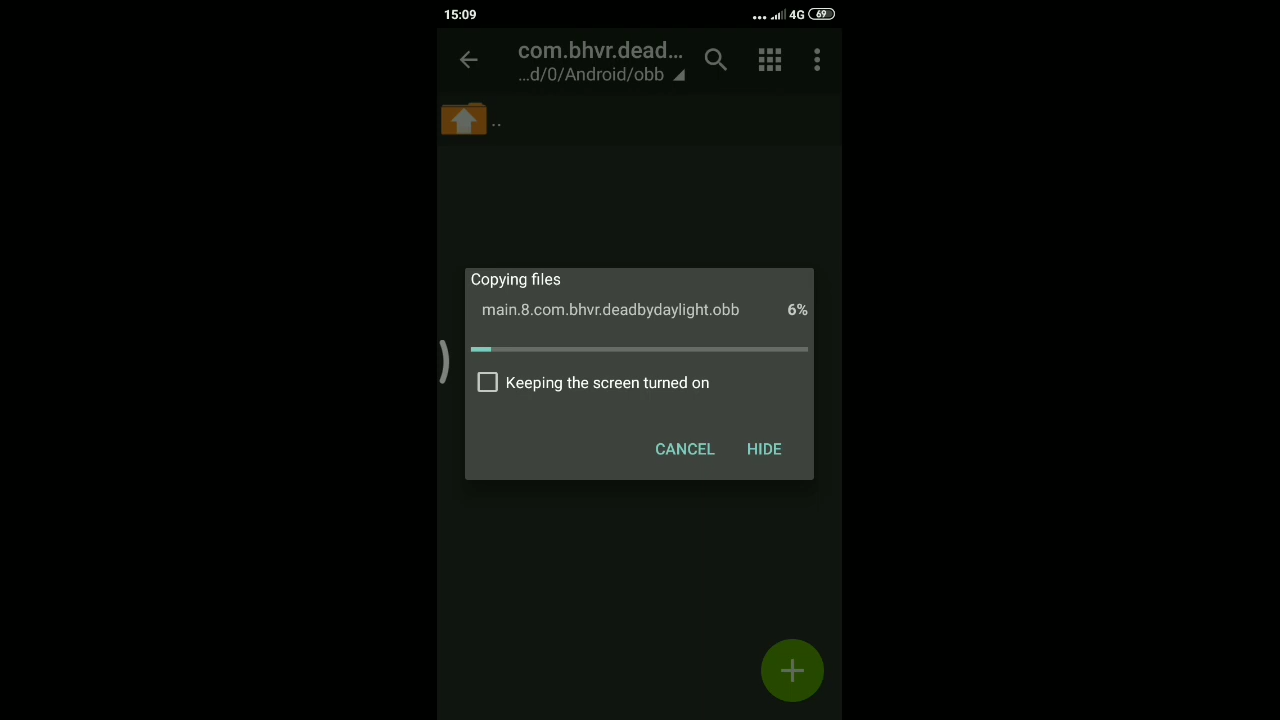 15:09
4G 69
com.bhvr.dead...
...d/0/Android/obb
..
Copying files
main.8.com.bhvr.deadbydaylight.obb 6%
Keeping the screen turned on
CANCEL HIDE